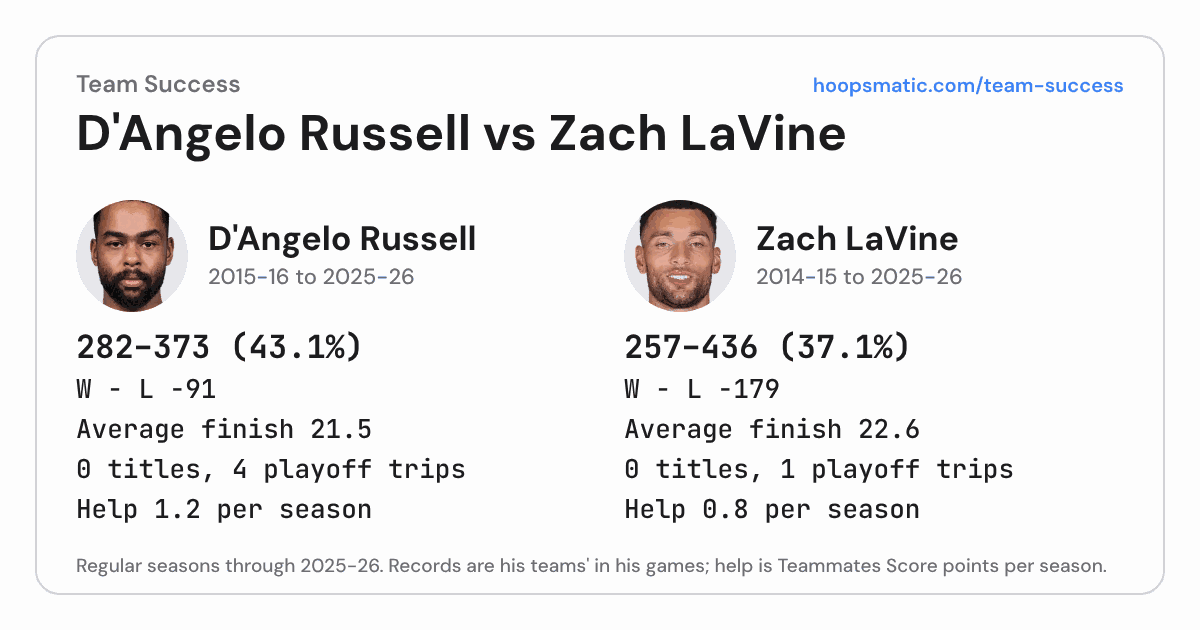 Team Success
hoopsmatic.com/team-success
D'Angelo Russell vs Zach LaVine
D'Angelo Russell
2015-16 to 2025-26
282-373 (43.1%)
W - L -91
Average finish 21.5
0 titles, 4 playoff trips
Help 1.2 per season
Zach LaVine
2014-15 to 2025-26
257-436 (37.1%)
W - L -179
Average finish 22.6
0 titles, 1 playoff trips
Help 0.8 per season
Regular seasons through 2025-26. Records are his teams' in his games; help is Teammates Score points per season.